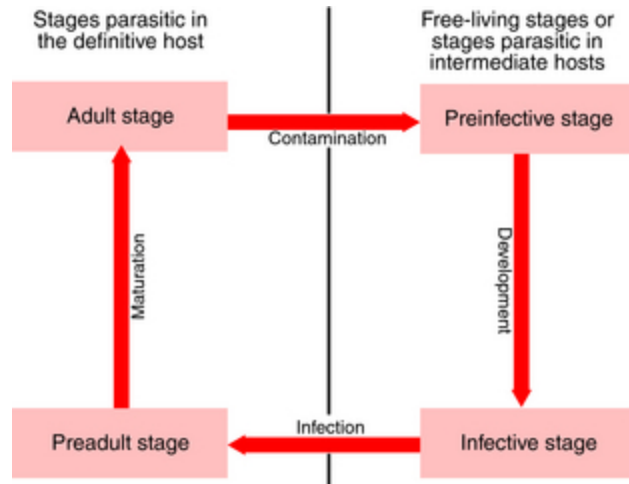 Stages parasitic in
the definitive host
Free-living stages or
stages parasitic in
intermediate hosts
Adult stage
Contamination
Preinfective stage
Maturation
Development
Preadult stage
Infection
Infective stage